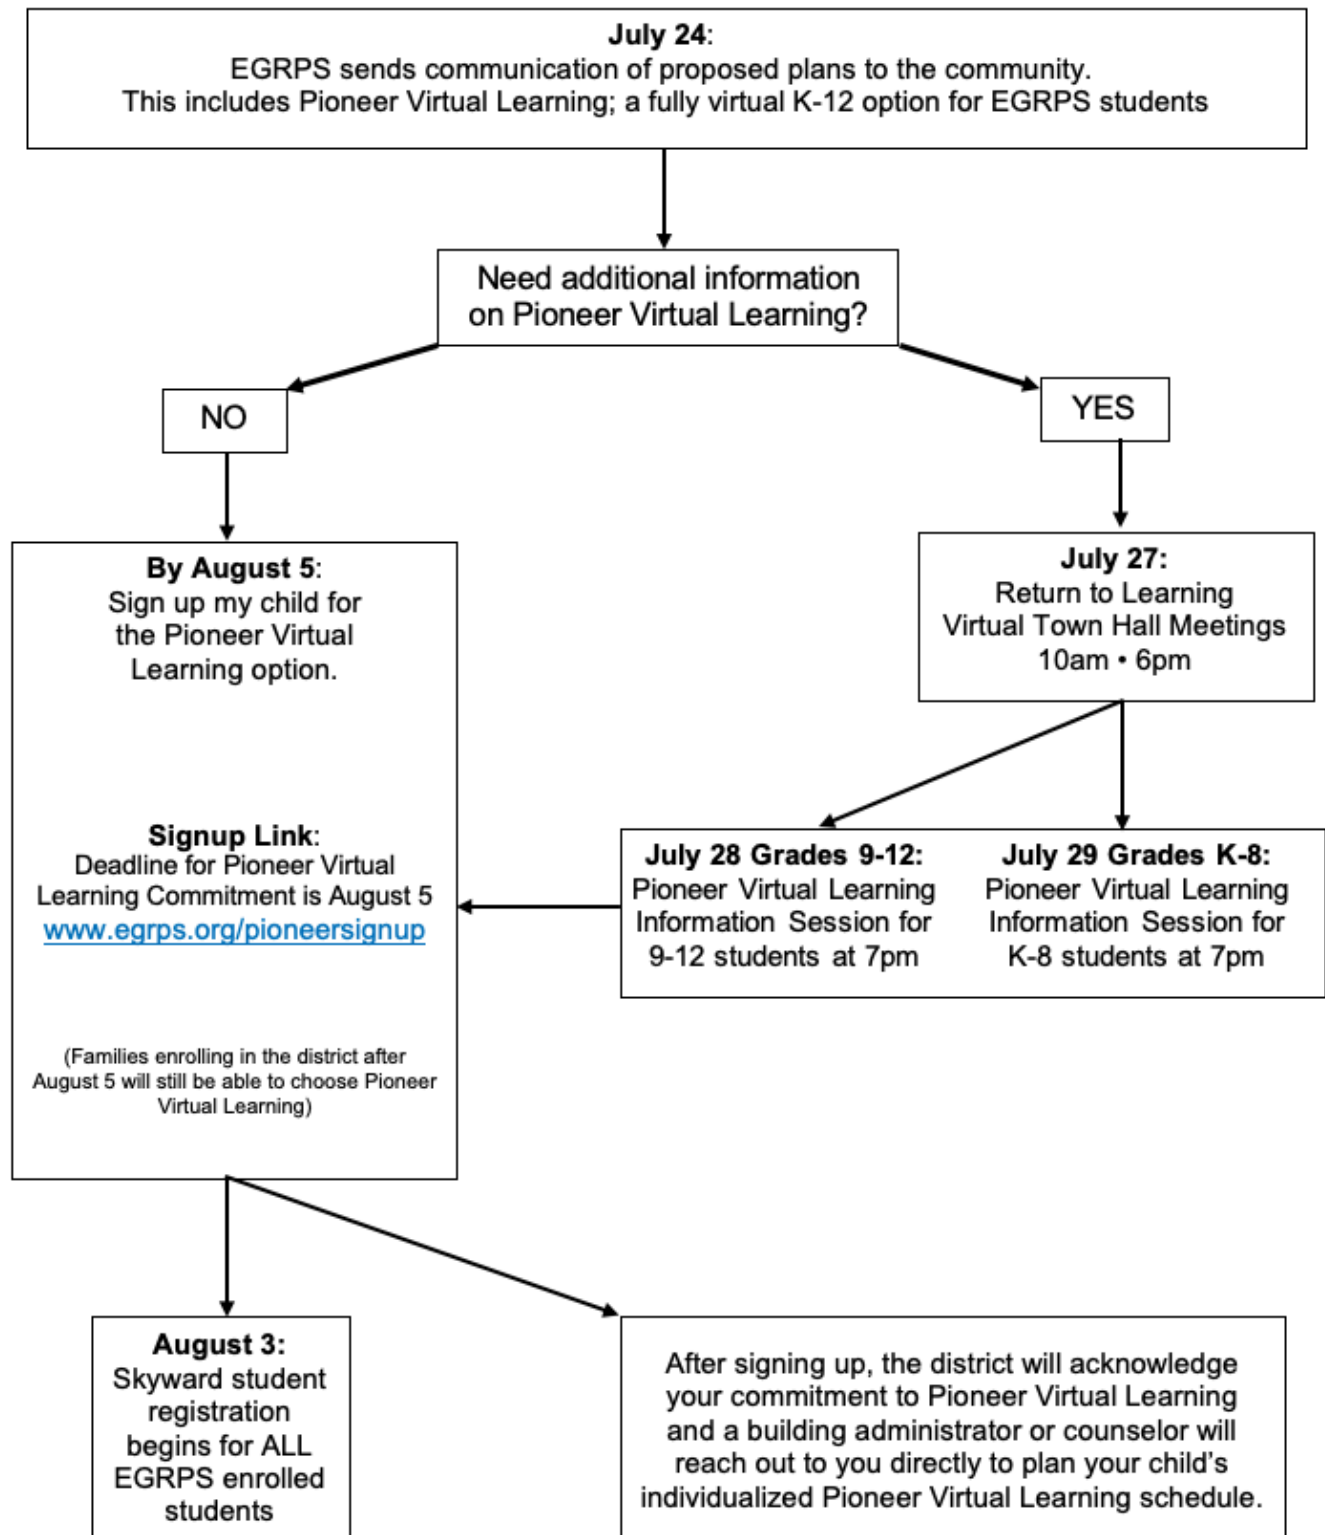 July 24:
EGRPS sends communication of proposed plans to the community.
This includes Pioneer Virtual Learning; a fully virtual K-12 option for EGRPS students
Need additional information
on Pioneer Virtual Learning?
NO
YES
By August 5:
Sign up my child for
the Pioneer Virtual
Learning option.
Signup Link:
Deadline for Pioneer Virtual
Learning Commitment is August 5
www.egrps.org/pioneersignup
(Families enrolling in the district after
August 5 will still be able to choose Pioneer
Virtual Learning)
July 27:
Return to Learning
Virtual Town Hall Meetings
10am • 6pm
July 28 Grades 9-12:
Pioneer Virtual Learning
Information Session for
9-12 students at 7pm
July 29 Grades K-8:
Pioneer Virtual Learning
Information Session for
K-8 students at 7pm
August 3:
Skyward student
registration
begins for ALL
EGRPS enrolled
students
After signing up, the district will acknowledge
your commitment to Pioneer Virtual Learning
and a building administrator or counselor will
reach out to you directly to plan your child's
individualized Pioneer Virtual Learning schedule.